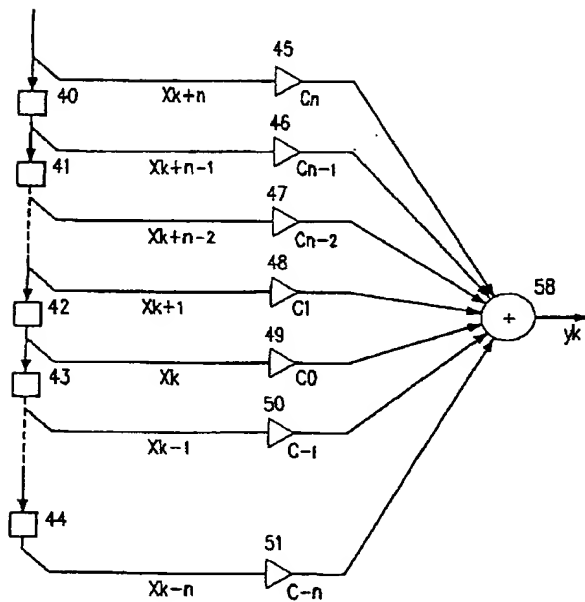 45
40
Xk+n
Cn
46
41
Xk+n-1
Cn-1
47
Xk+n-2
Cn-2
48
58
42
Xk+1
C1
+
yk
49
43
Xk
C0
50
Xk-1
C-1
44
51
Xk-n
C-n